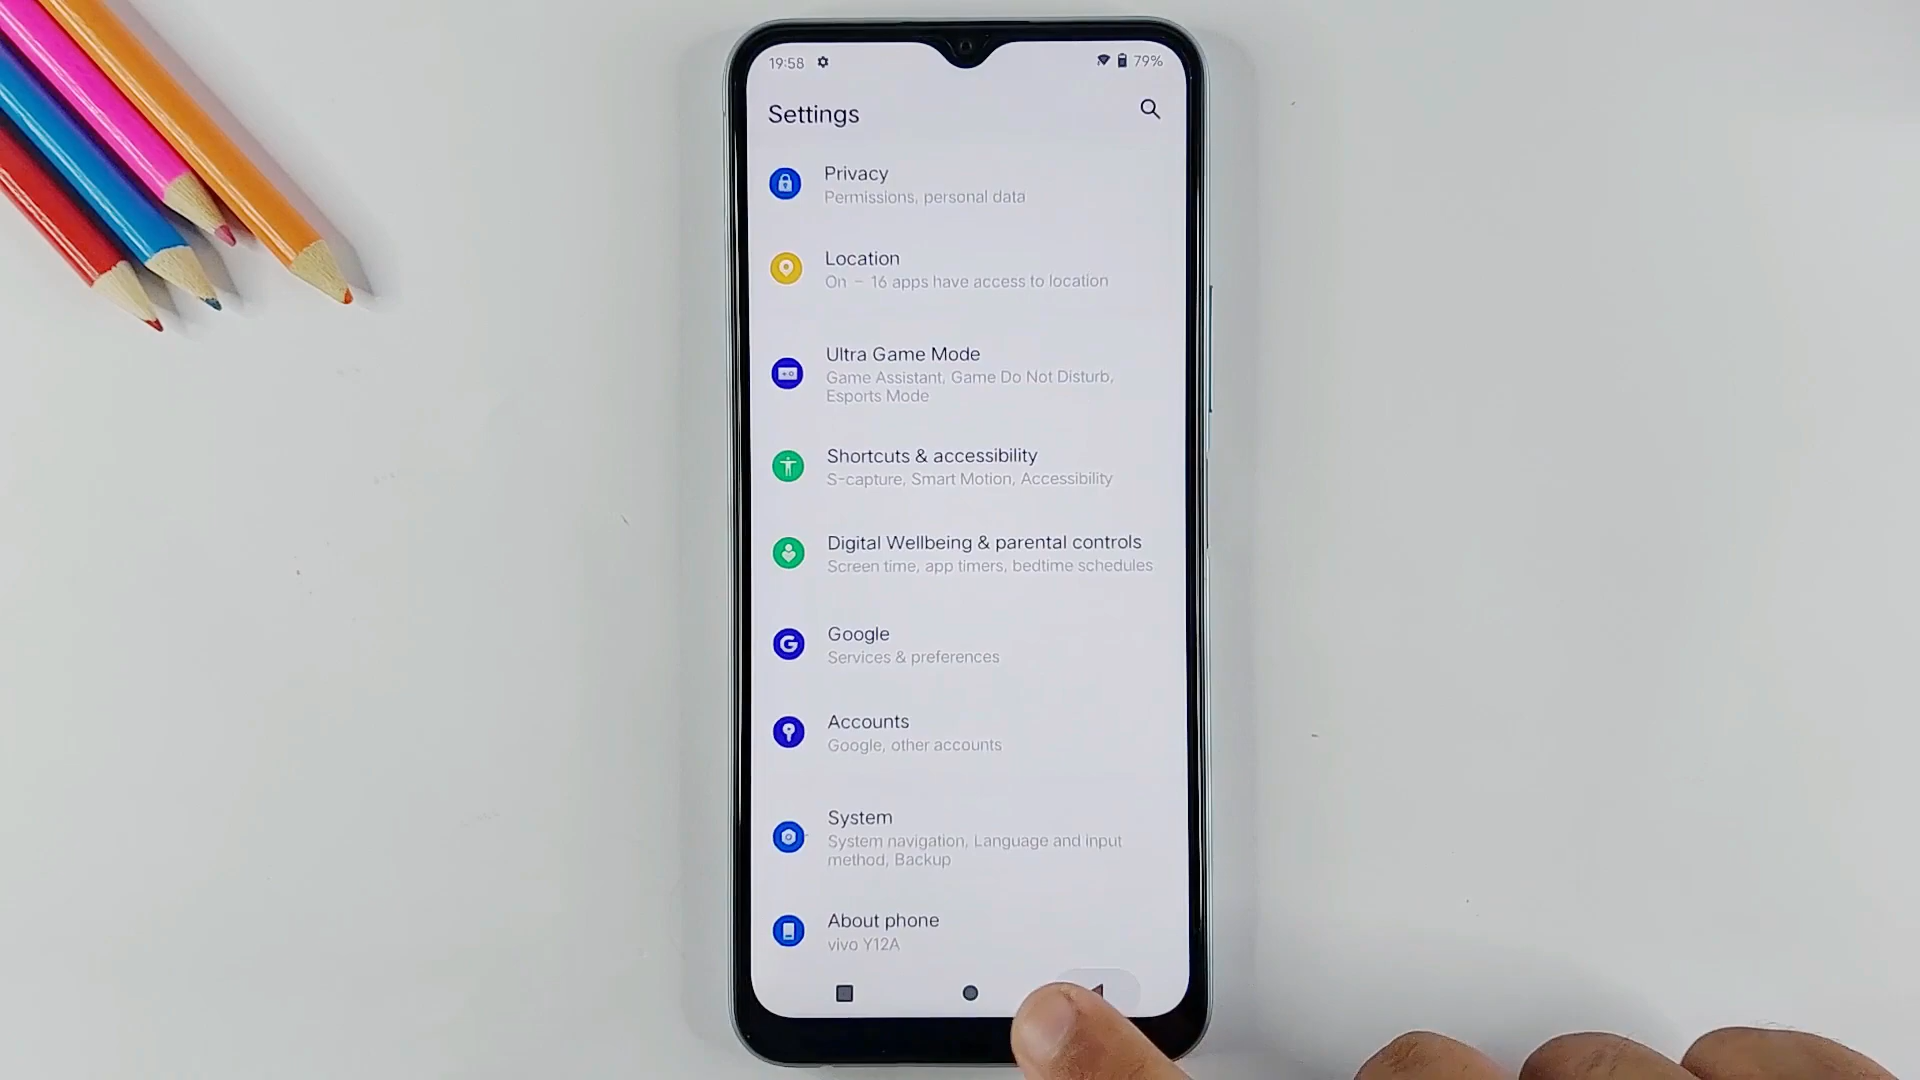 19:58
79%
Settings
Privacy
Permissions, personal data
Location
On – 16 apps have access to location
Ultra Game Mode
Game Assistant, Game Do Not Disturb,
Esports Mode
Shortcuts & accessibility
S-capture, Smart Motion, Accessibility
Digital Wellbeing & parental controls
Screen time, app timers, bedtime schedules
Google
Services & preferences
Accounts
Google, other accounts
System
System navigation, Language and input
method, Backup
About phone
vivo Y12A